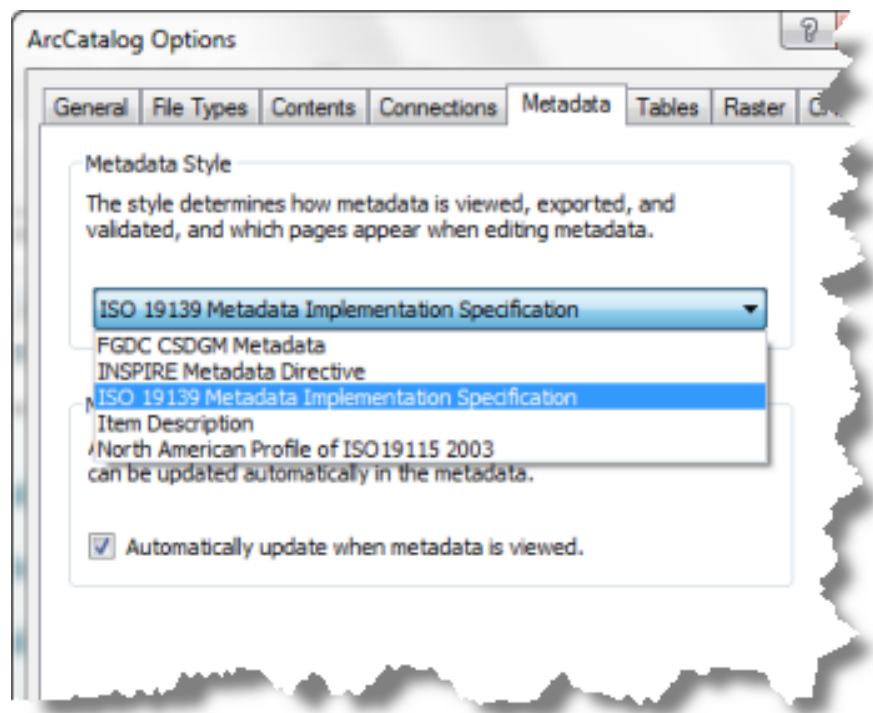 ArcCatalog Options
General File Types Contents Connections Metadata Tables Raster
Metadata Style
The style determines how metadata is viewed, exported, and
validated, and which pages appear when editing metadata.
ISO 19139 Metadata Implementation Specification
FGDC CSDGM Metadata
INSPIRE Metadata Directive
ISO 19139 Metadata Implementation Specification
Item Description
North American Profile of ISO19115 2003
can be updated automatically in the metadata.
Automatically update when metadata is viewed.